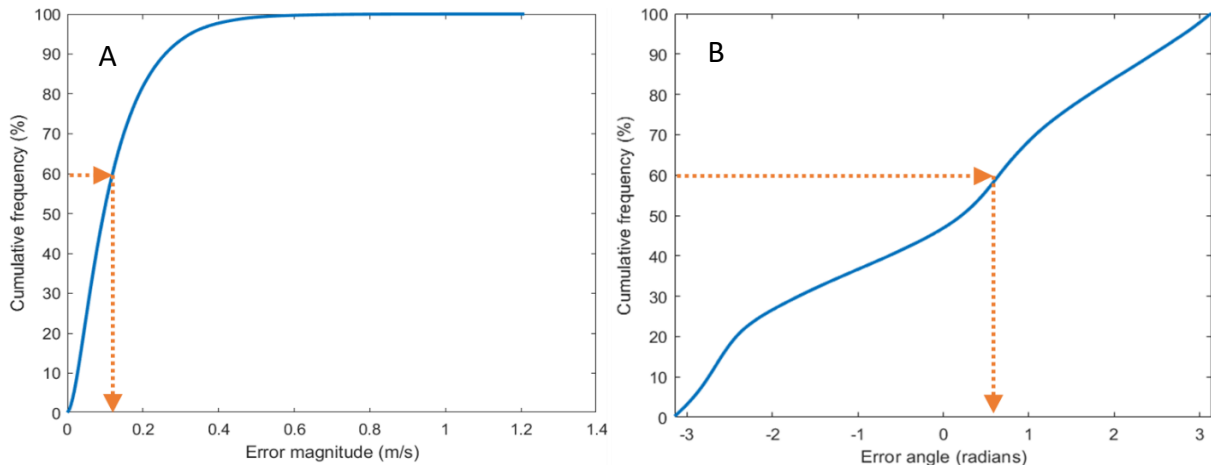 A
Cumulative frequency (%)
100
90
80
70
60
50
40
30
20
10
0
0 0.2 0.4 0.6 0.8 1 1.2 1.4
Error magnitude (m/s)
B
Cumulative frequency (%)
100
90
80
70
60
50
40
30
20
10
0
-3 -2 -1 0 1 2 3
Error angle (radians)